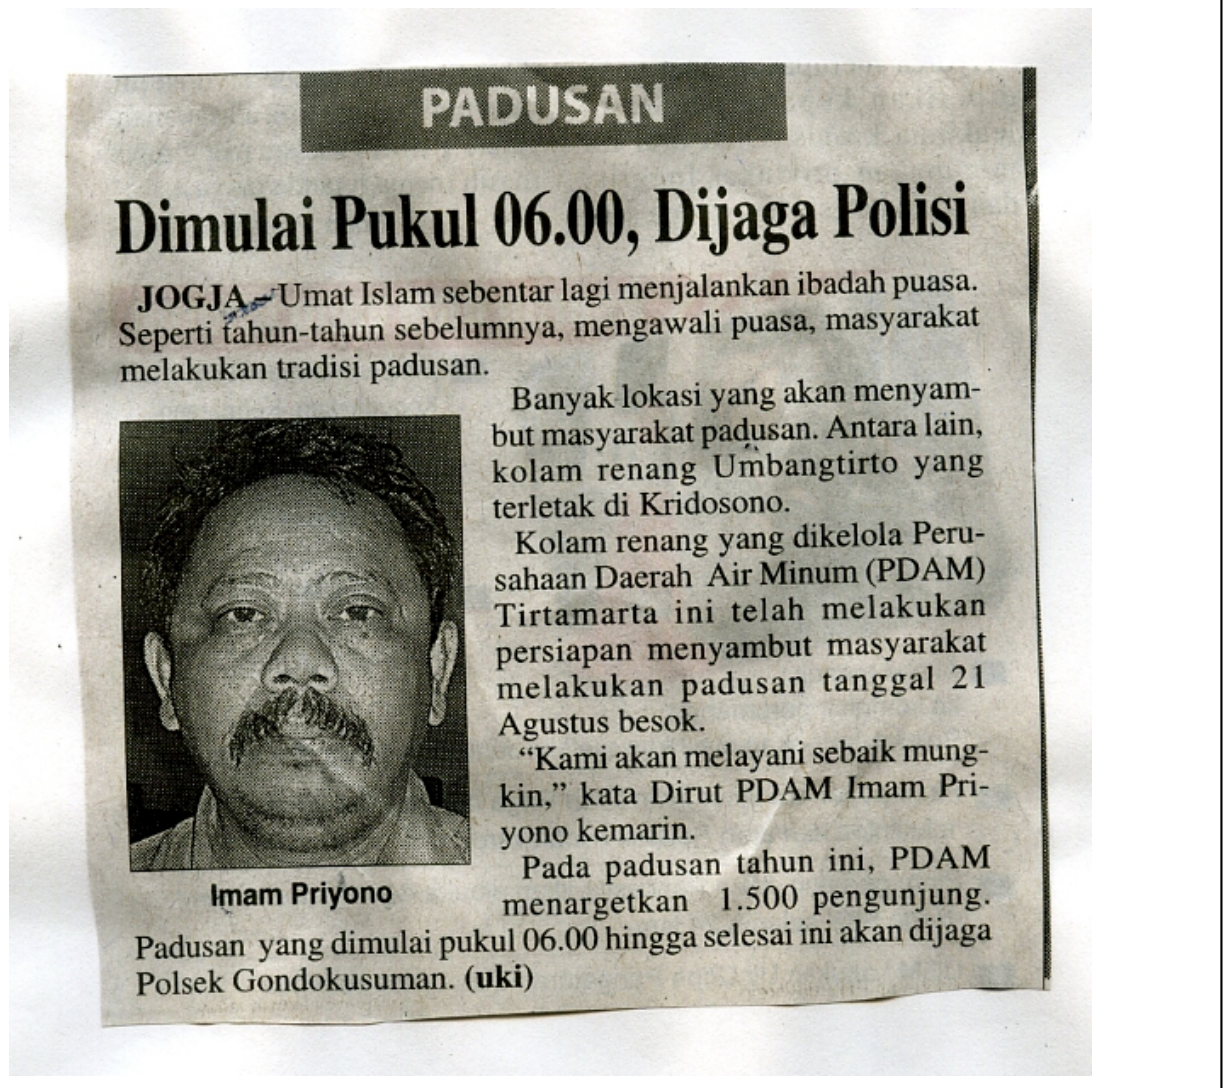 PADUSAN
Dimulai Pukul 06.00, Dijaga Polisi
JOGJA – Umat Islam sebentar lagi menjalankan ibadah puasa.
Seperti tahun-tahun sebelumnya, mengawali puasa, masyarakat
melakukan tradisi padusan.
Banyak lokasi yang akan menyam-
but masyarakat padusan. Antara lain,
kolam renang Umbangtirto yang
terletak di Kridosono.
Kolam renang yang dikelola Peru-
sahaan Daerah Air Minum (PDAM)
Tirtamarta ini telah melakukan
persiapan menyambut masyarakat
melakukan padusan tanggal 21
Agustus besok.
“Kami akan melayani sebaik mung-
kin,” kata Dirut PDAM Imam Pri-
yono kemarin.
Pada padusan tahun ini, PDAM
menargetkan 1.500 pengunjung.
Padusan yang dimulai pukul 06.00 hingga selesai ini akan dijaga
Polsek Gondokusuman. (uki)
Imam Priyono